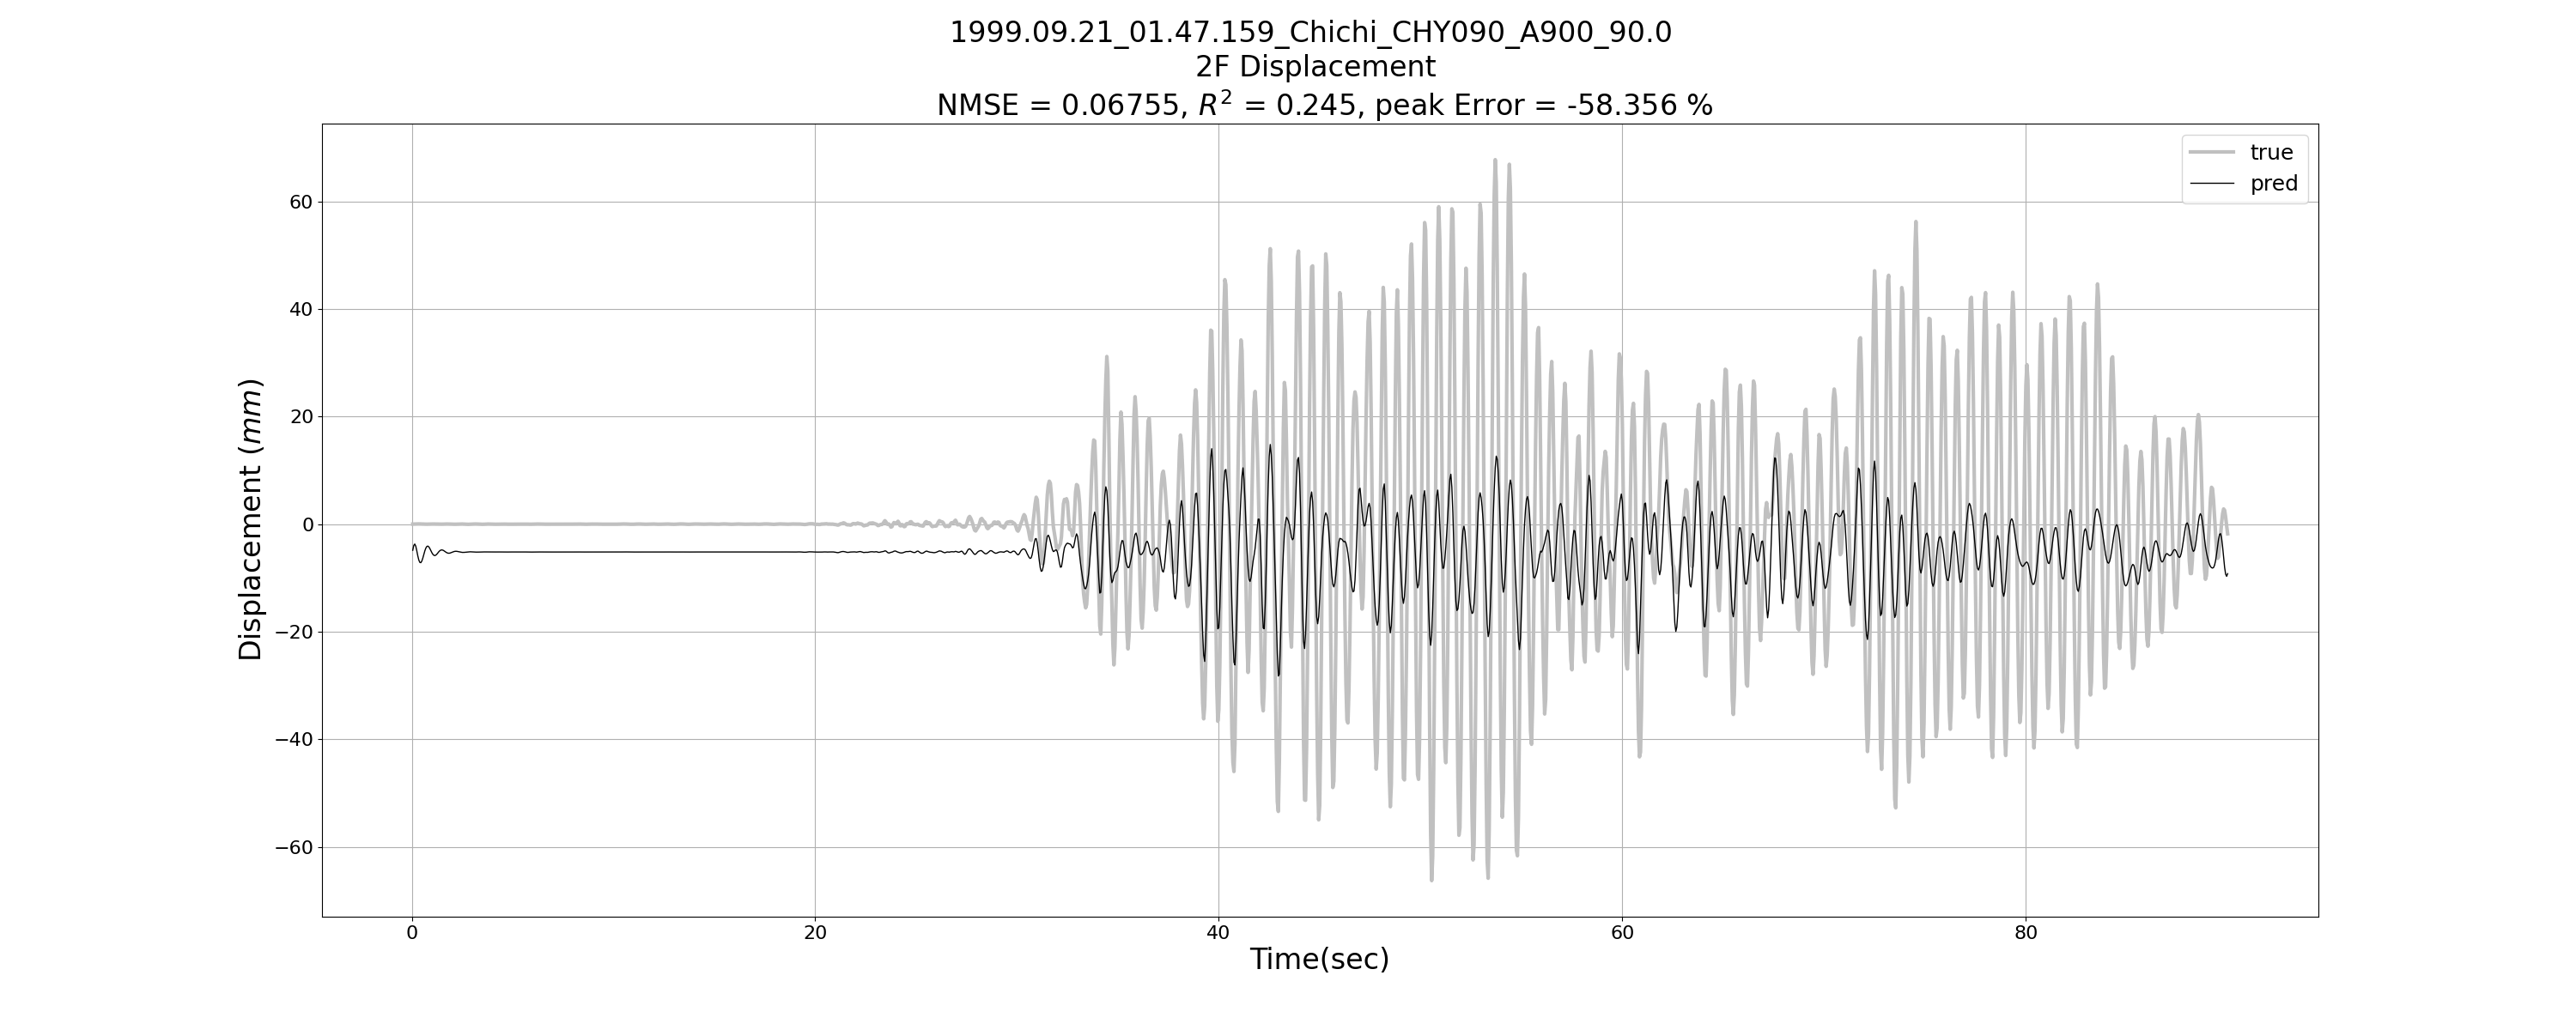 1999.09.21_01.47.159_Chichi_CHY090_A900_90.0
2F Displacement
NMSE = 0.06755, R² = 0.245, peak Error = -58.356 %
true
pred
Displacement (mm)
60
40
20
0
−20
−40
−60
0 20 40 60 80
Time(sec)